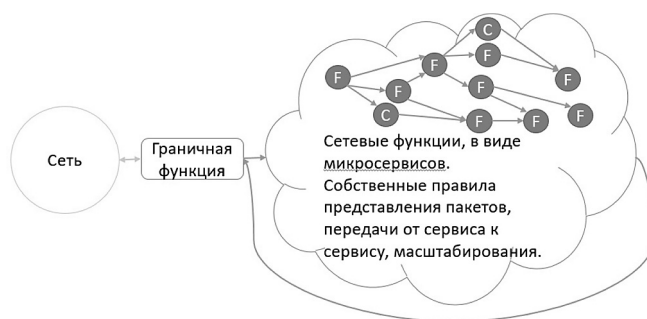 C
F
F
F
F
F
F
C
F
F
F
Сеть
Граничная
функция
Сетевые функции, в виде
микросервисов.
Собственные правила
представления пакетов,
передачи от сервиса к
сервису, масштабирования.